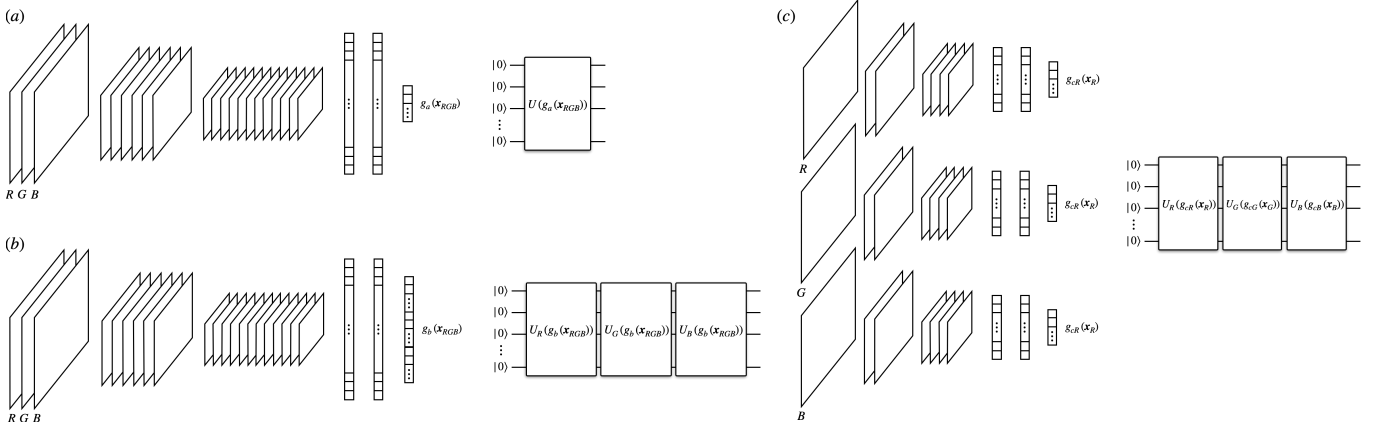 (a)
R G B
g_a(x_RGB)
|0⟩
|0⟩
|0⟩
⋮
|0⟩
U(g_a(x_RGB))
(b)
R G B
g_b(x_RGB)
|0⟩
|0⟩
|0⟩
⋮
|0⟩
U_R(g_b(x_RGB)) U_G(g_b(x_RGB)) U_B(g_b(x_RGB))
(c)
R
g_cR(x_R)
G
g_cR(x_R)
B
g_cR(x_R)
|0⟩
|0⟩
|0⟩
⋮
|0⟩
U_R(g_cR(x_R)) U_G(g_cG(x_G)) U_B(g_cB(x_B))